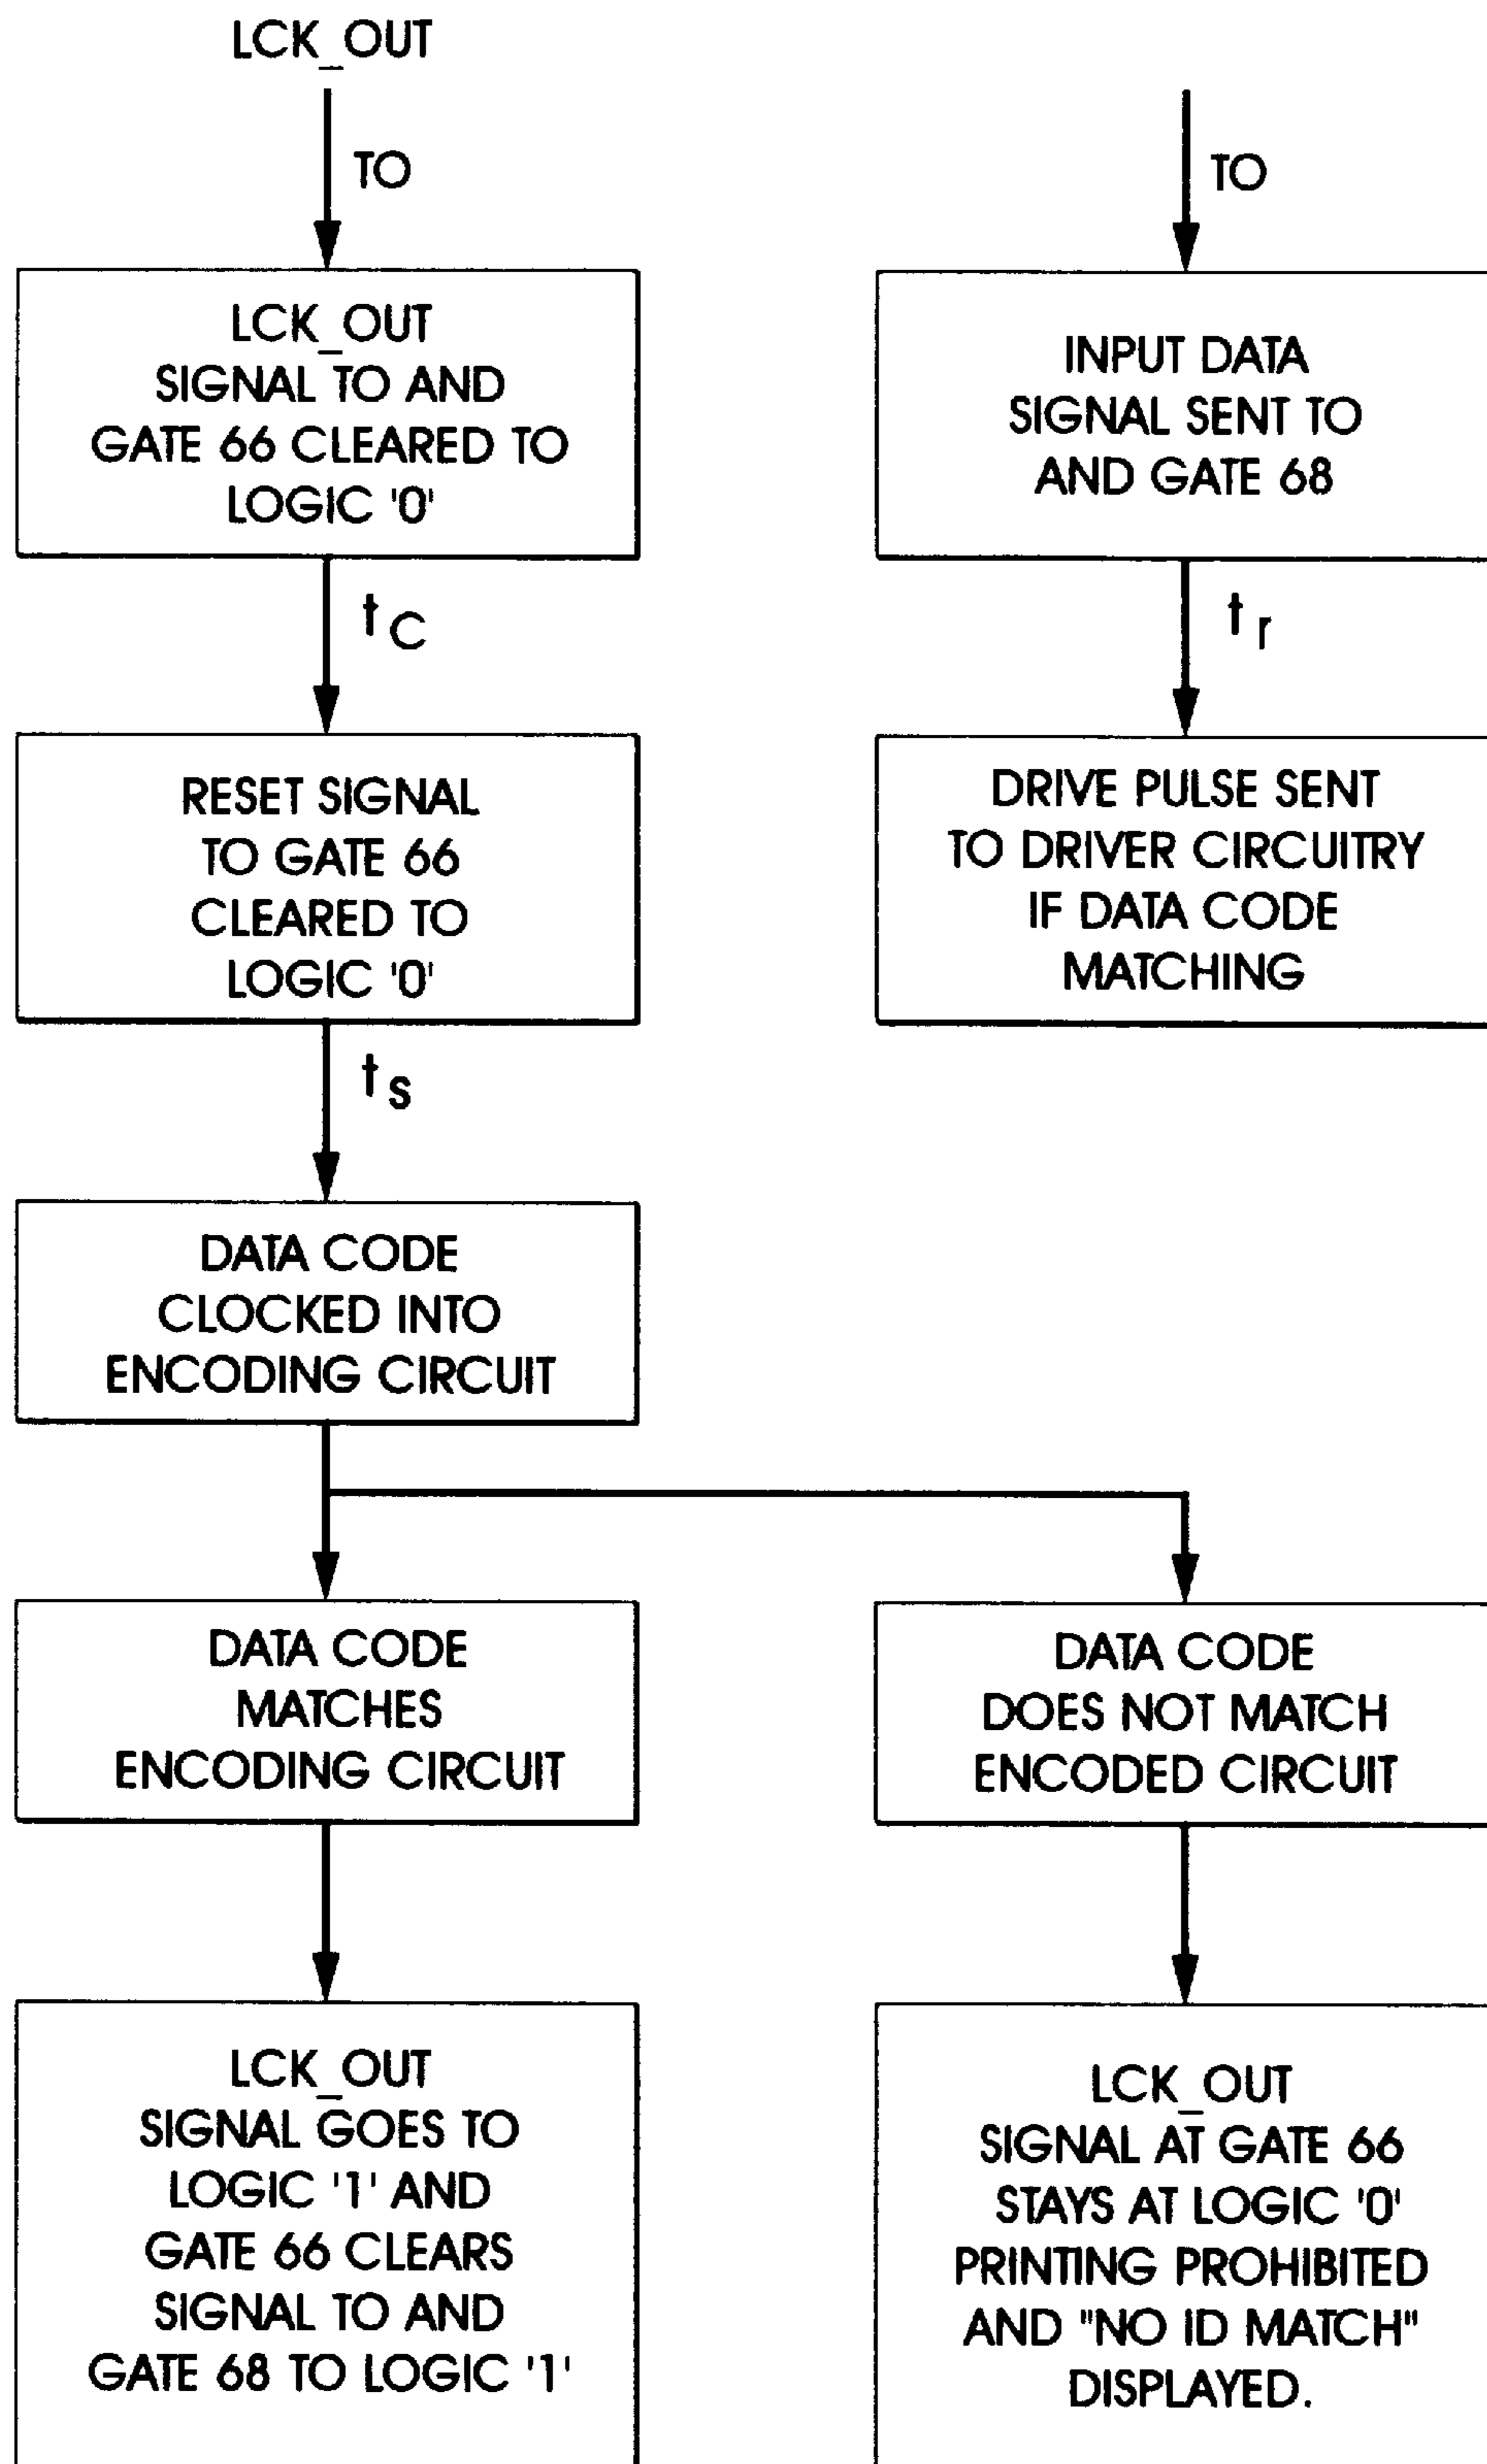 LCK_OUT
TO
LCK_OUT
SIGNAL TO AND
GATE 66 CLEARED TO
LOGIC '0'
tC
RESET SIGNAL
TO GATE 66
CLEARED TO
LOGIC '0'
ts
DATA CODE
CLOCKED INTO
ENCODING CIRCUIT
DATA CODE
MATCHES
ENCODING CIRCUIT
LCK_OUT
SIGNAL GOES TO
LOGIC '1' AND
GATE 66 CLEARS
SIGNAL TO AND
GATE 68 TO LOGIC '1'
TO
INPUT DATA
SIGNAL SENT TO
AND GATE 68
tr
DRIVE PULSE SENT
TO DRIVER CIRCUITRY
IF DATA CODE
MATCHING
DATA CODE
DOES NOT MATCH
ENCODED CIRCUIT
LCK_OUT
SIGNAL AT GATE 66
STAYS AT LOGIC '0'
PRINTING PROHIBITED
AND "NO ID MATCH"
DISPLAYED.